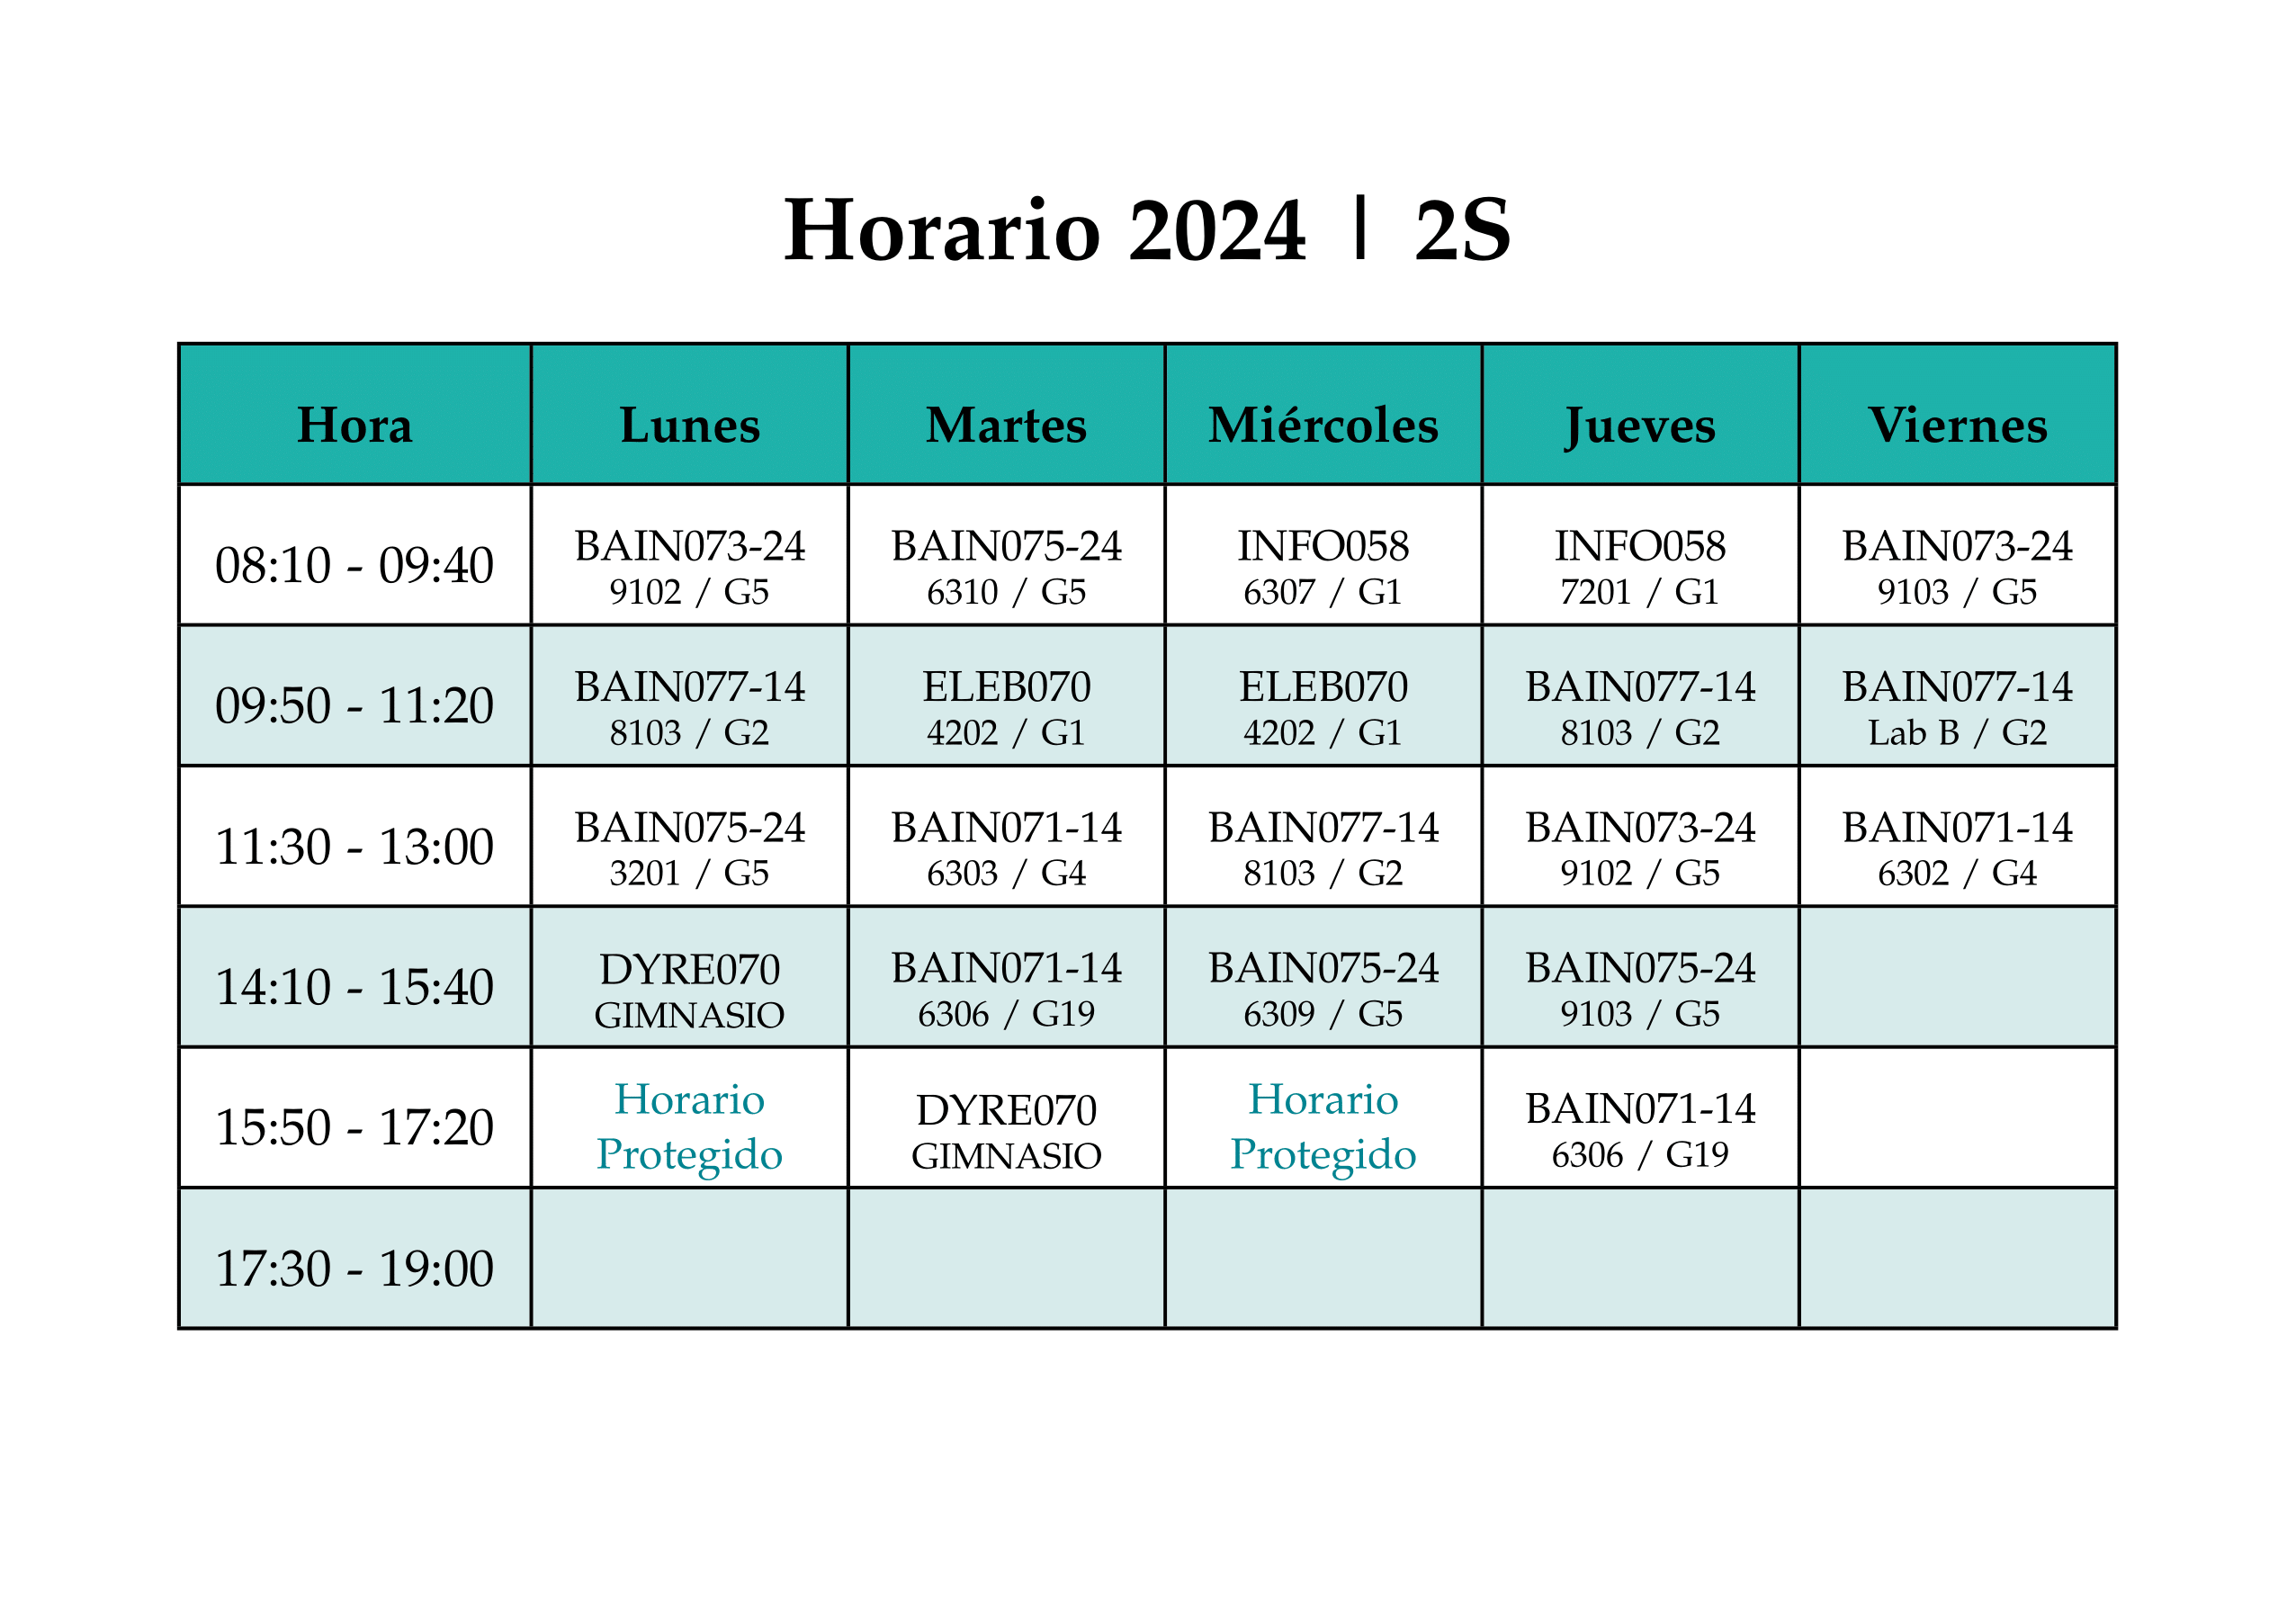 Horario 2024 | 2S
Hora Lunes Martes Miércoles Jueves Viernes
08:10 - 09:40 BAIN073-24 BAIN075-24 INFO058 INFO058 BAIN073-24
9102 / G5 6310 / G5 6307 / G1 7201 / G1 9103 / G5
09:50 - 11:20 BAIN077-14 ELEB070 ELEB070 BAIN077-14 BAIN077-14
8103 / G2 4202 / G1 4202 / G1 8103 / G2 Lab B / G2
11:30 - 13:00 BAIN075-24 BAIN071-14 BAIN077-14 BAIN073-24 BAIN071-14
3201 / G5 6303 / G4 8103 / G2 9102 / G5 6302 / G4
14:10 - 15:40 DYRE070 BAIN071-14 BAIN075-24 BAIN075-24
GIMNASIO 6306 / G19 6309 / G5 9103 / G5
15:50 - 17:20 Horario DYRE070 Horario BAIN071-14
Protegido GIMNASIO Protegido 6306 / G19
17:30 - 19:00